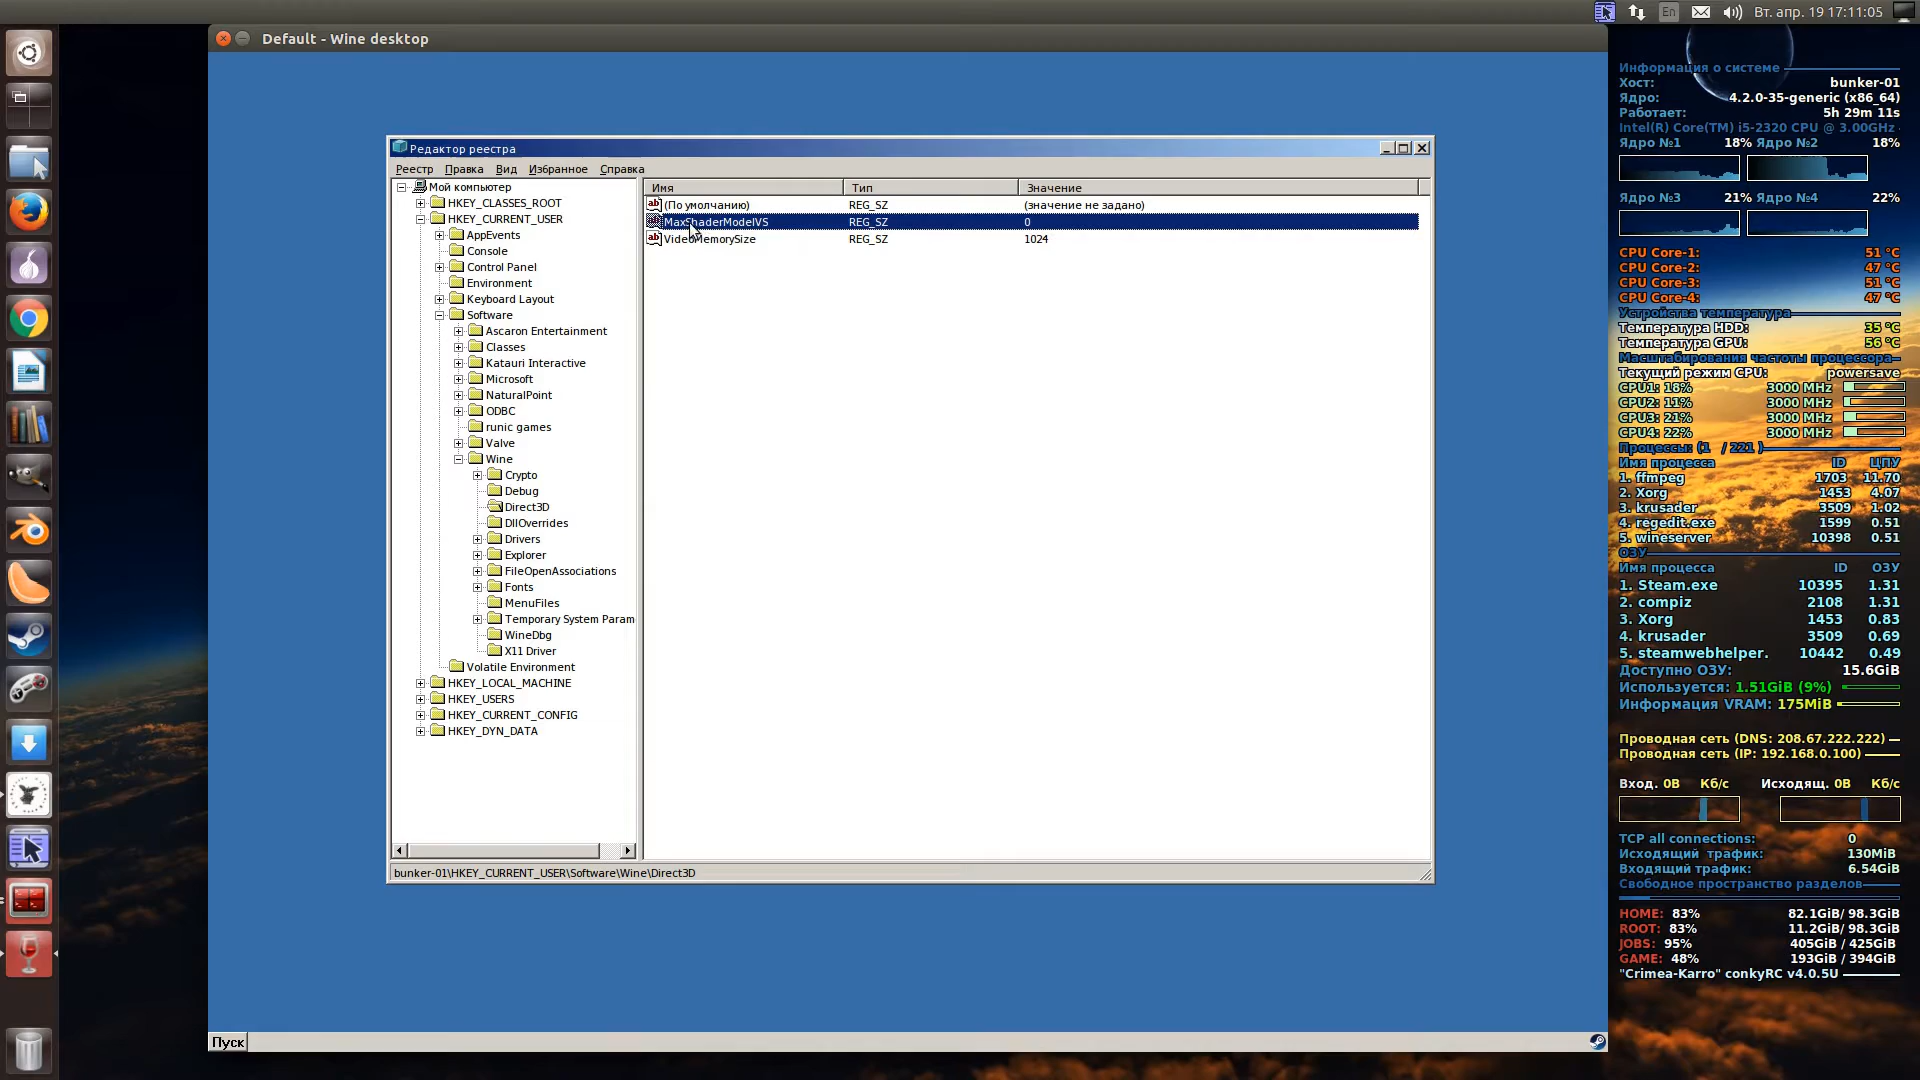 En
Вт. апр. 19 17:11:05
Default - Wine desktop
Редактор реестра
Реестр Правка Вид Избранное Справка
Мой компьютер
HKEY_CLASSES_ROOT
HKEY_CURRENT_USER
AppEvents
Console
Control Panel
Environment
Keyboard Layout
Software
Ascaron Entertainment
Classes
Katauri Interactive
Microsoft
NaturalPoint
ODBC
runic games
Valve
Wine
Crypto
Debug
Direct3D
DllOverrides
Drivers
Explorer
FileOpenAssociations
Fonts
MenuFiles
Temporary System Param
WineDbg
X11 Driver
Volatile Environment
HKEY_LOCAL_MACHINE
HKEY_USERS
HKEY_CURRENT_CONFIG
HKEY_DYN_DATA
Имя Тип Значение
(По умолчанию) REG_SZ (значение не задано)
MaxShaderModelVS REG_SZ 0
VideoMemorySize REG_SZ 1024
bunker-01\HKEY_CURRENT_USER\Software\Wine\Direct3D
Пуск
Информация о системе
Хост: bunker-01
Ядро: 4.2.0-35-generic (x86_64)
Работает: 5h 29m 11s
Intel(R) Core(TM) i5-2320 CPU @ 3.00GHz
Ядро №1 18% Ядро №2 18%
Ядро №3 21% Ядро №4 22%
CPU Core-1: 51 °C
CPU Core-2: 47 °C
CPU Core-3: 51 °C
CPU Core-4: 47 °C
Устройства температура
Температура HDD: 35 °C
Температура GPU: 56 °C
Масштабирования частоты процессора
Текущий режим CPU: powersave
CPU1: 18% 3000 MHz
CPU2: 11% 3000 MHz
CPU3: 21% 3000 MHz
CPU4: 22% 3000 MHz
Процессы: (1 / 221 )
Имя процесса ID ЦПУ
1. ffmpeg 1703 11.70
2. Xorg 1453 4.07
3. krusader 3509 1.02
4. regedit.exe 1599 0.51
5. wineserver 10398 0.51
ОЗУ
Имя процесса ID ОЗУ
1. Steam.exe 10395 1.31
2. compiz 2108 1.31
3. Xorg 1453 0.83
4. krusader 3509 0.69
5. steamwebhelper. 10442 0.49
Доступно ОЗУ: 15.6GiB
Используется: 1.51GiB (9%)
Информация VRAM: 175MiB
Проводная сеть (DNS: 208.67.222.222)
Проводная сеть (IP: 192.168.0.100)
Вход. 0B Кб/с Исходящ. 0B Кб/с
TCP all connections: 0
Исходящий трафик: 130MiB
Входящий трафик: 6.54GiB
Свободное пространство разделов
HOME: 83% 82.1GiB/ 98.3GiB
ROOT: 83% 11.2GiB/ 98.3GiB
JOBS: 95% 405GiB / 425GiB
GAME: 48% 193GiB / 394GiB
"Crimea-Karro" conkyRC v4.0.5U